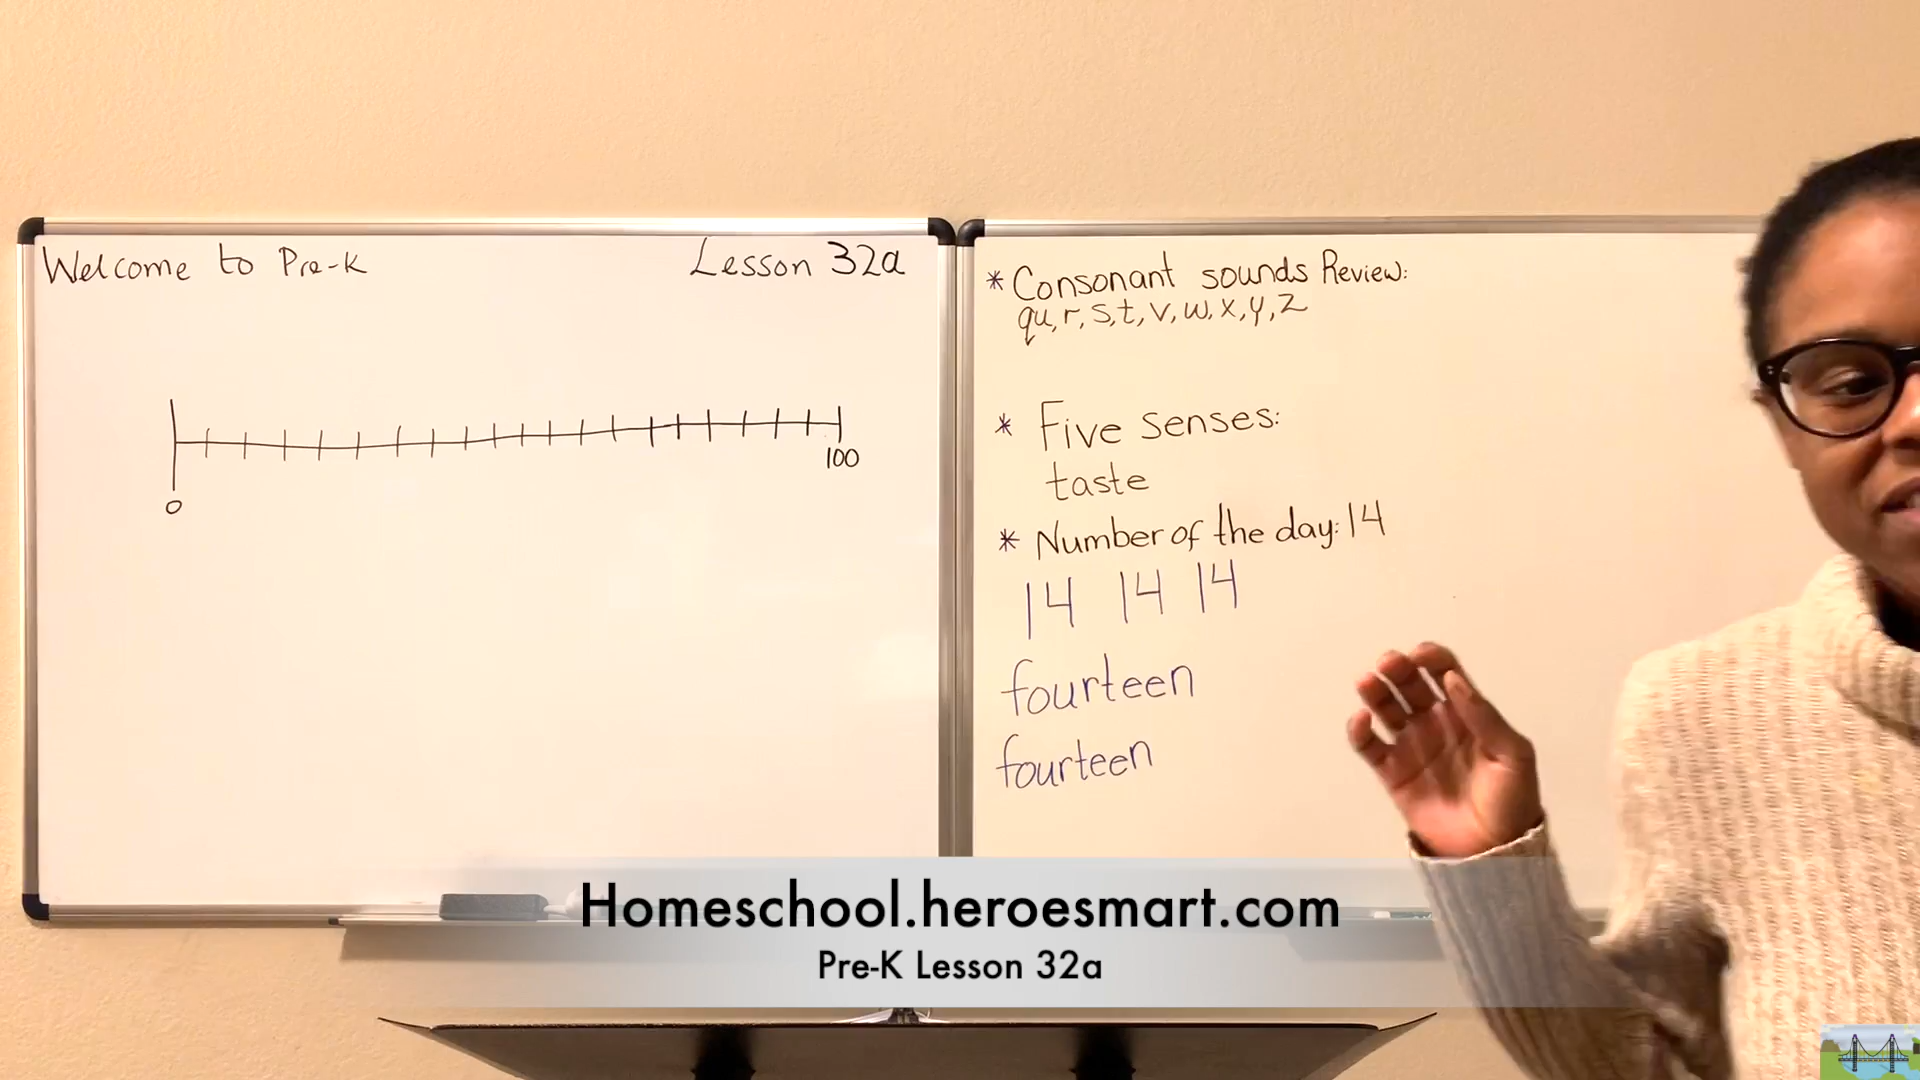 Welcome to Pre-K
Lesson 32a
0
100
* Consonant sounds Review:
qu, r, s, t, v, w, x, y, z
* Five senses:
taste
* Number of the day: 14
14 14 14
fourteen
fourteen
Homeschool.heroesmart.com
Pre-K Lesson 32a